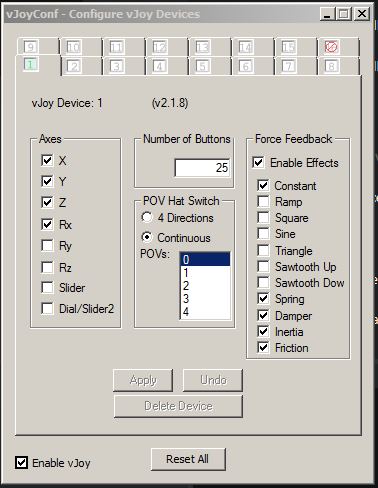 vJoyConf - Configure vJoy Devices
9 10 11 12 13 14 15
1 2 3 4 5 6 7 8
vJoy Device: 1 (v2.1.8)
Axes
X
Y
Z
Rx
Ry
Rz
Slider
Dial/Slider2
Number of Buttons
25
POV Hat Switch
4 Directions
Continuous
POVs:
0
1
2
3
4
Force Feedback
Enable Effects
Constant
Ramp
Square
Sine
Triangle
Sawtooth Up
Sawtooth Dow
Spring
Damper
Inertia
Friction
Apply Undo
Delete Device
Enable vJoy
Reset All